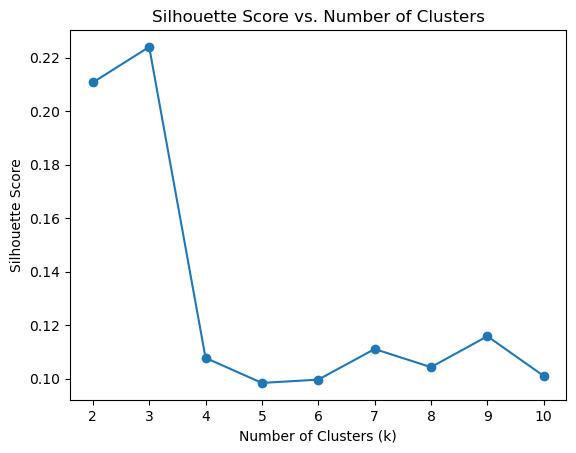 Silhouette Score vs. Number of Clusters
Silhouette Score
0.22
0.20
0.18
0.16
0.14
0.12
0.10
2 3 4 5 6 7 8 9 10
Number of Clusters (k)